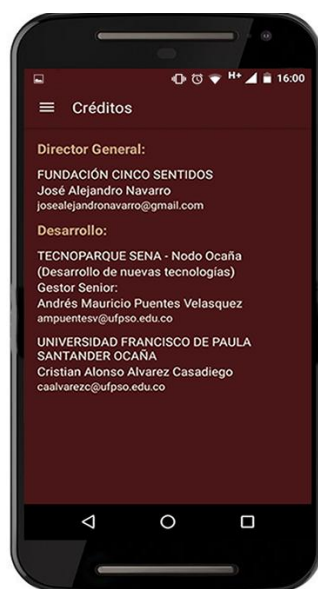 H+ 16:00
Créditos
Director General:
FUNDACIÓN CINCO SENTIDOS
José Alejandro Navarro
josealejandronavarro@gmail.com
Desarrollo:
TECNOPARQUE SENA - Nodo Ocaña
(Desarrollo de nuevas tecnologías)
Gestor Senior:
Andrés Mauricio Puentes Velasquez
ampuentesv@ufpso.edu.co
UNIVERSIDAD FRANCISCO DE PAULA
SANTANDER OCAÑA
Cristian Alonso Alvarez Casadiego
caalvarezc@ufpso.edu.co